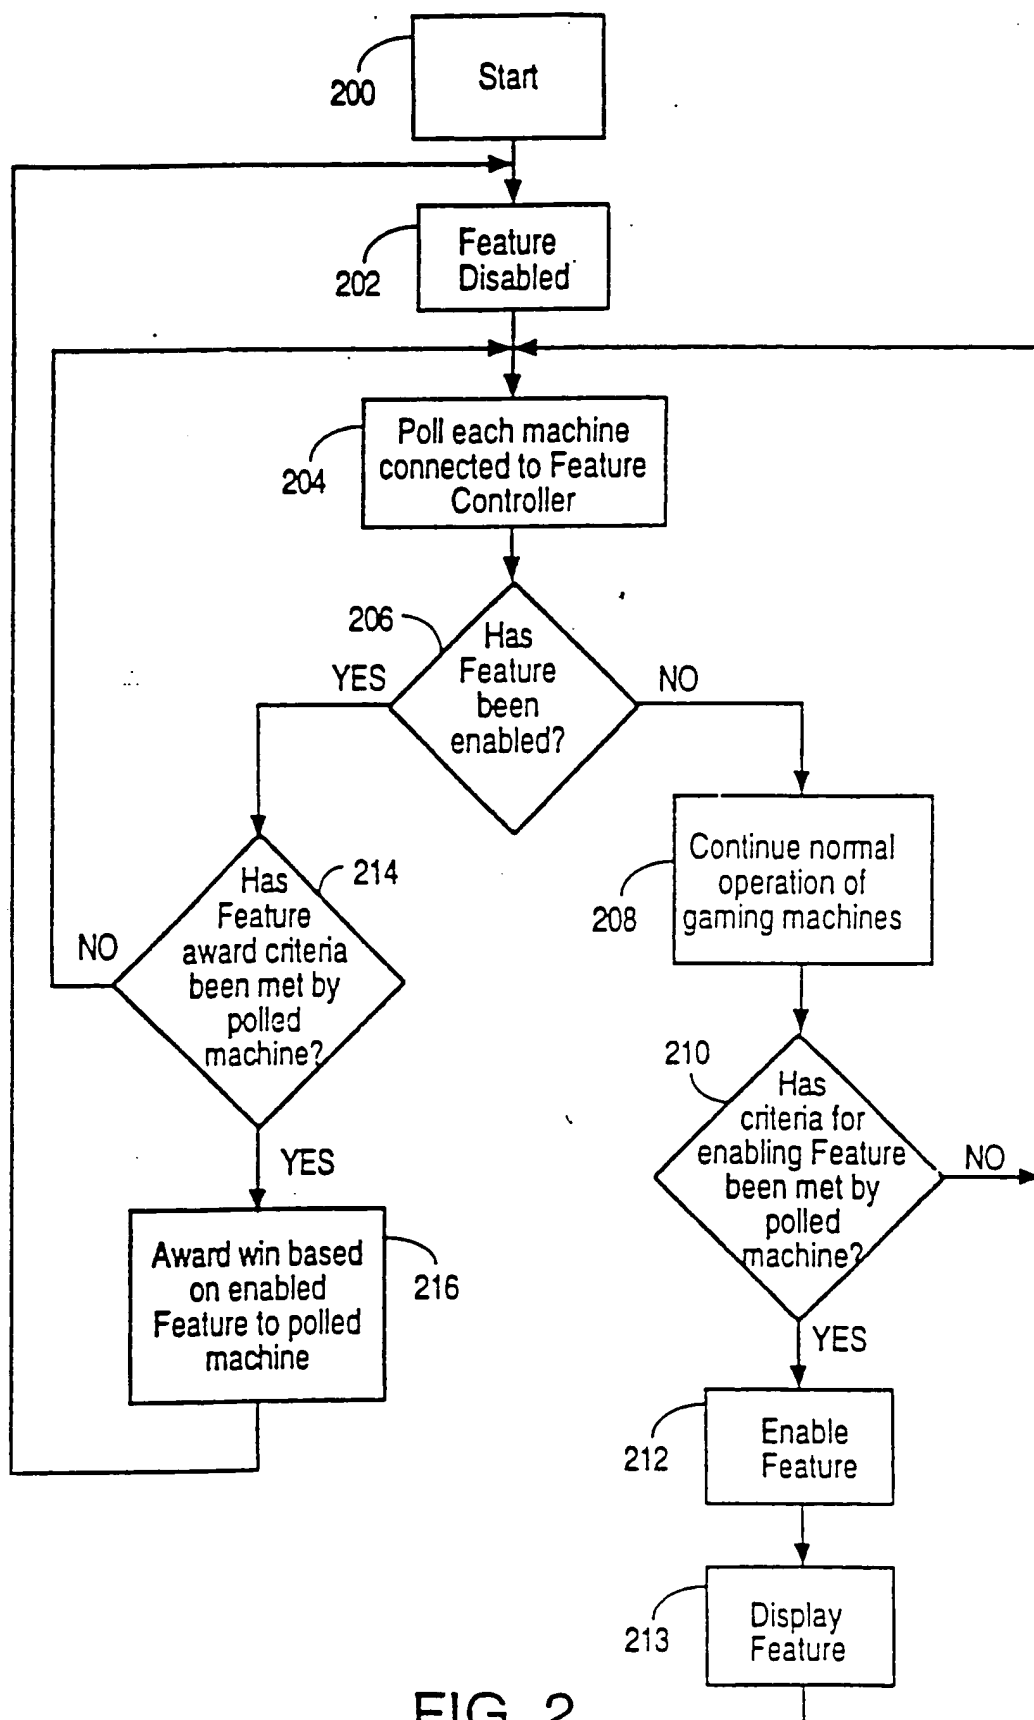 Start
200
Feature
Disabled
202
Poll each machine
connected to Feature
Controller
204
206
Has
Feature
been
enabled?
YES
NO
Continue normal
operation of
gaming machines
208
214
Has
Feature
award criteria
been met by
polled
machine?
NO
YES
210
Has
criteria for
enabling Feature
been met by
polled
machine?
NO
YES
Award win based
on enabled
Feature to polled
machine
216
Enable
Feature
212
Display
Feature
213
FIG. 2